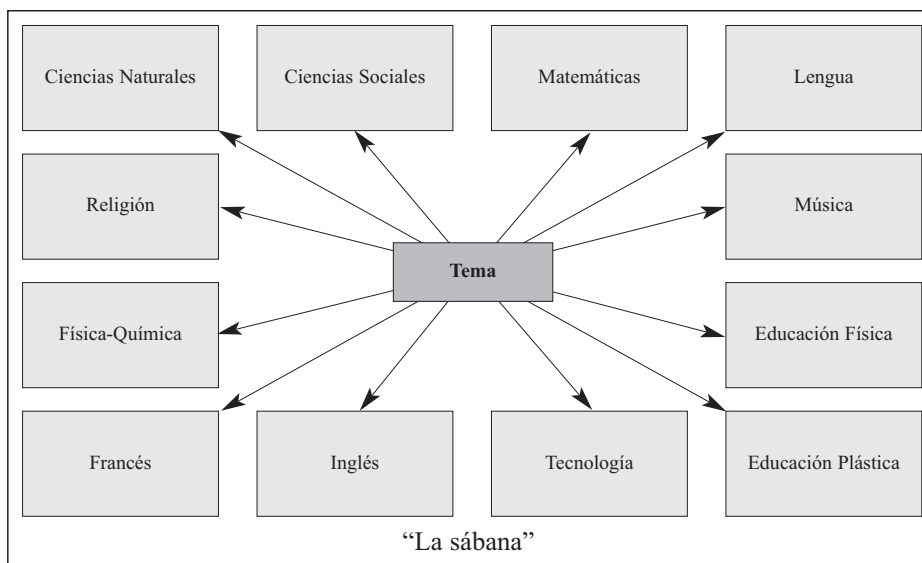 Ciencias Naturales
Ciencias Sociales
Matemáticas
Lengua
Religión
Música
Tema
Física-Química
Educación Física
Francés
Inglés
Tecnología
Educación Plástica
“La sábana”